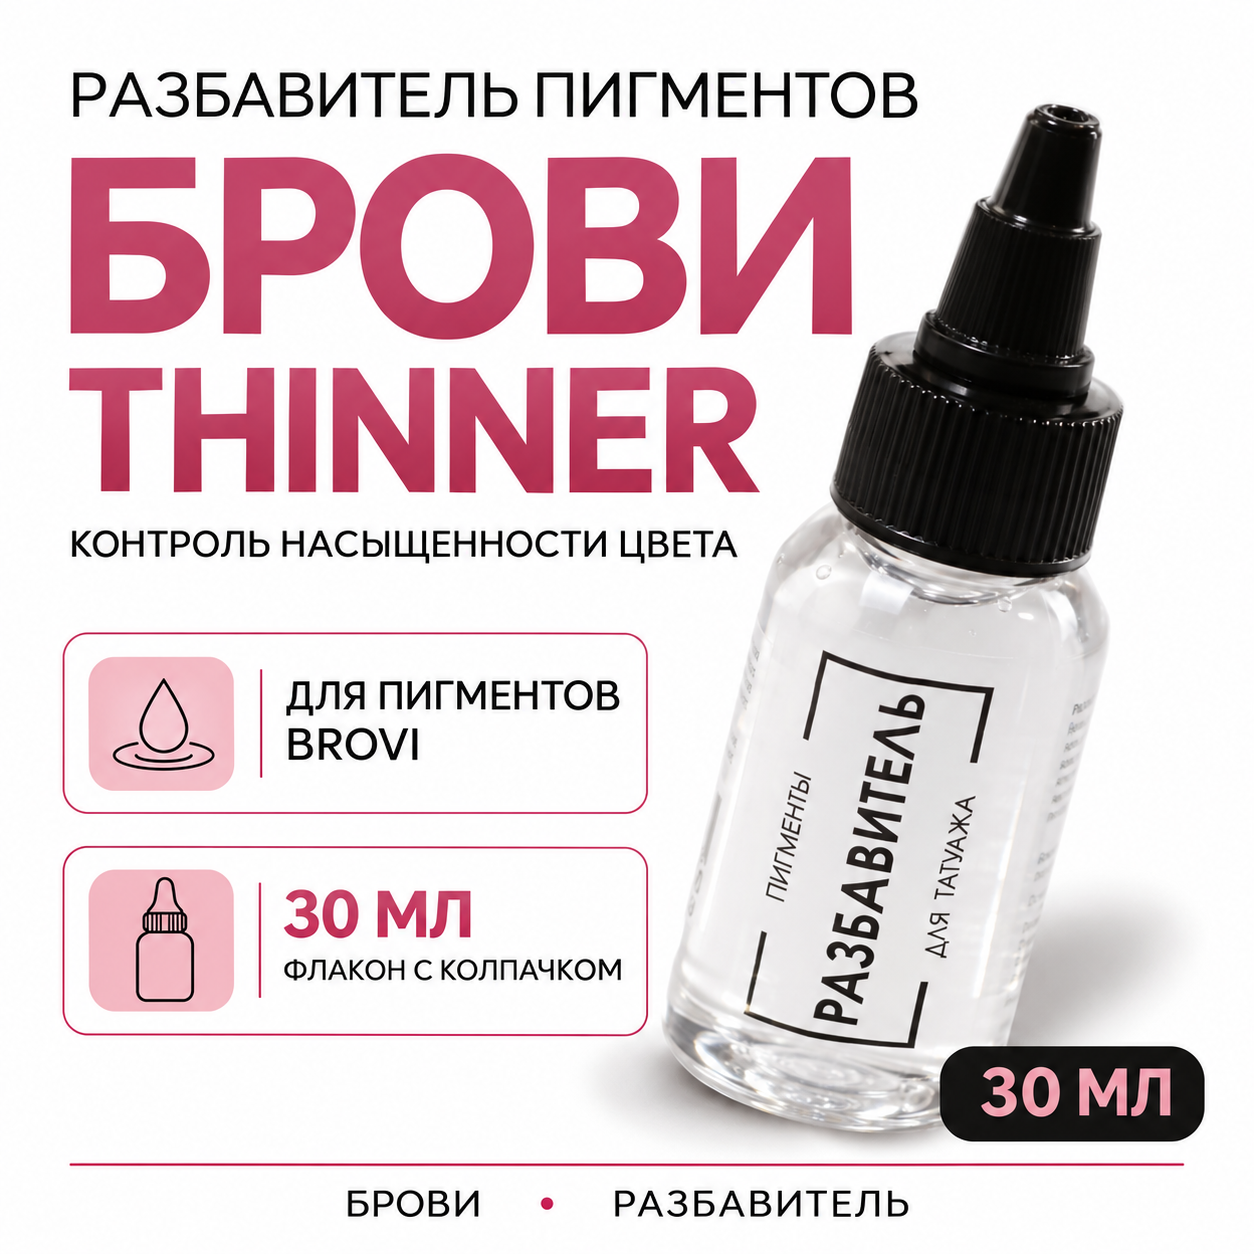 РАЗБАВИТЕЛЬ ПИГМЕНТОВ
БРОВИ
THINNER
КОНТРОЛЬ НАСЫЩЕННОСТИ ЦВЕТА
ДЛЯ ПИГМЕНТОВ
BROVI
30 МЛ
ФЛАКОН С КОЛПАЧКОМ
ПИГМЕНТЫ
РАЗБАВИТЕЛЬ
ДЛЯ ТАТУАЖА
30 МЛ
БРОВИ • РАЗБАВИТЕЛЬ